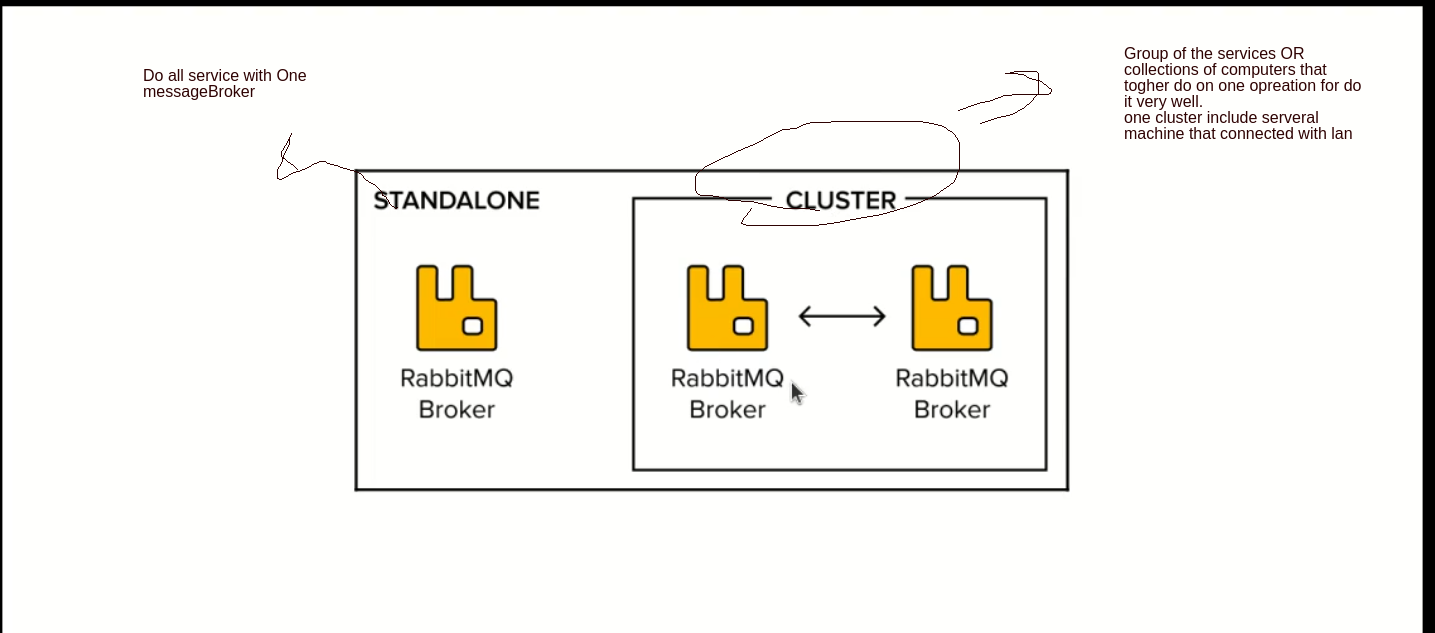 Do all service with One
messageBroker
Group of the services OR
collections of computers that
togher do on one opreation for do
it very well.
one cluster include serveral
machine that connected with lan
STANDALONE
CLUSTER
RabbitMQ
Broker
RabbitMQ
Broker
RabbitMQ
Broker